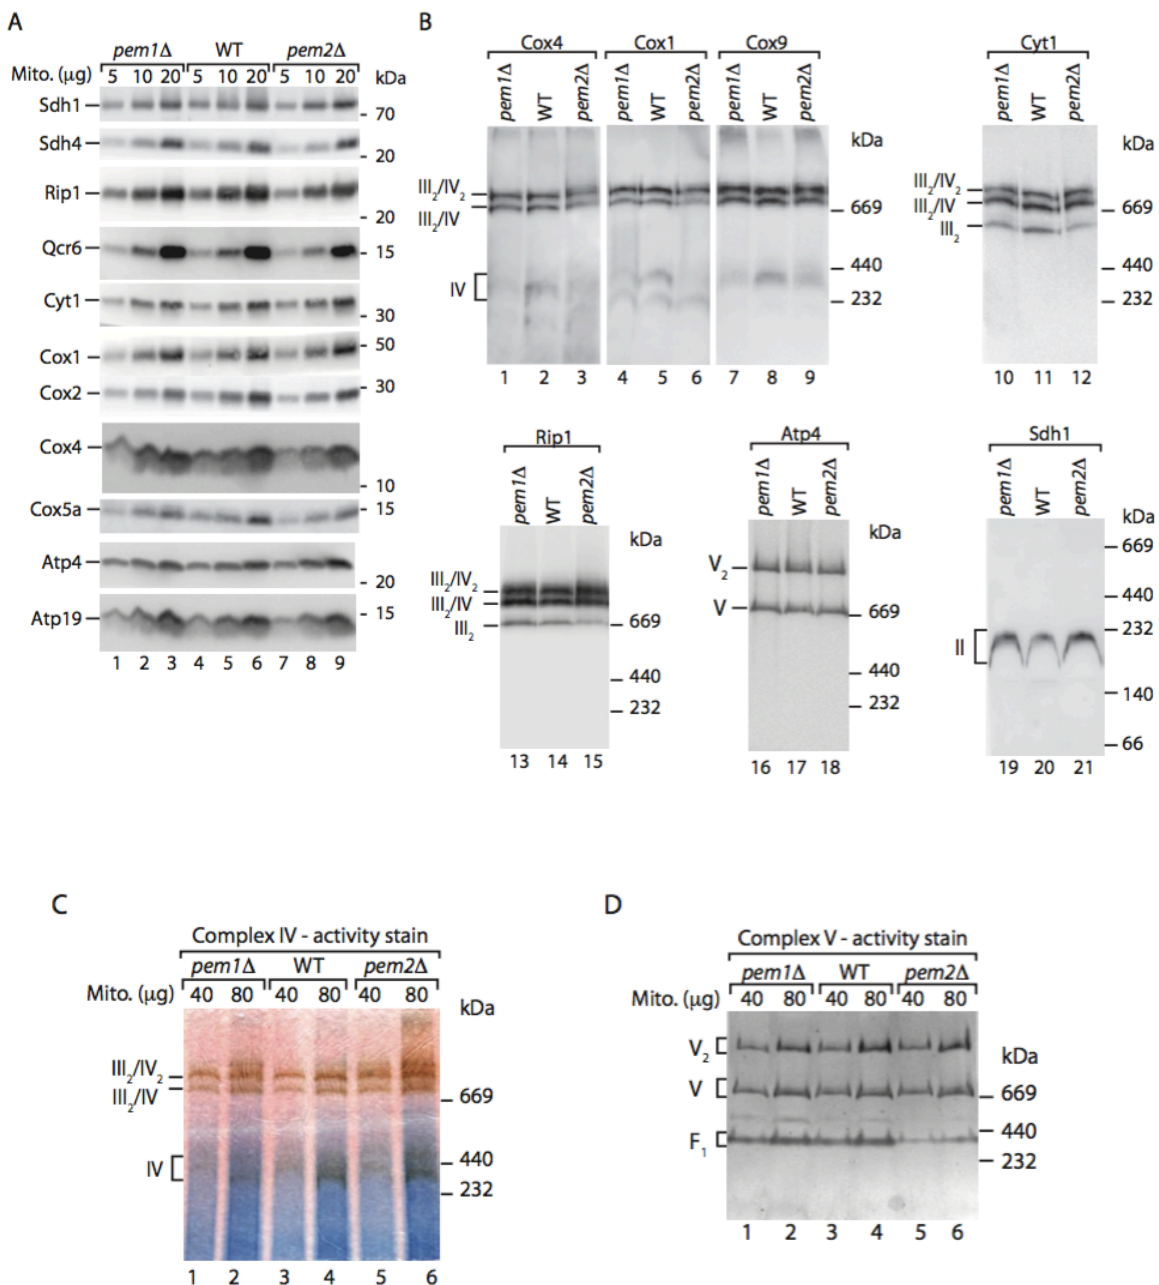 A
pem1Δ WT pem2Δ
Mito. (μg) 5 10 20 5 10 20 5 10 20 kDa
Sdh1 - 70
Sdh4 - 20
Rip1 - 20
Qcr6 - 15
Cyt1 - 30
Cox1 - 50
Cox2 - 30
Cox4 - 10
Cox5a - 15
Atp4 - 20
Atp19 - 15
1 2 3 4 5 6 7 8 9
B
Cox4 Cox1 Cox9
pem1Δ WT pem2Δ pem1Δ WT pem2Δ pem1Δ WT pem2Δ
kDa
III₂/IV₂
III₂/IV
IV
669
440
232
1 2 3 4 5 6 7 8 9
Cyt1
pem1Δ WT pem2Δ
kDa
III₂/IV₂
III₂/IV
III₂
669
440
232
10 11 12
Rip1
pem1Δ WT pem2Δ
kDa
III₂/IV₂
III₂/IV
III₂
669
440
232
13 14 15
Atp4
pem1Δ WT pem2Δ
kDa
V₂
V
669
440
232
16 17 18
Sdh1
pem1Δ WT pem2Δ
kDa
669
440
232
II
140
66
19 20 21
C
Complex IV - activity stain
pem1Δ WT pem2Δ
Mito. (μg) 40 80 40 80 40 80 kDa
III₂/IV₂
III₂/IV
669
IV
440
232
1 2 3 4 5 6
D
Complex V - activity stain
pem1Δ WT pem2Δ
Mito. (μg) 40 80 40 80 40 80
V₂
kDa
V
669
F₁
440
232
1 2 3 4 5 6